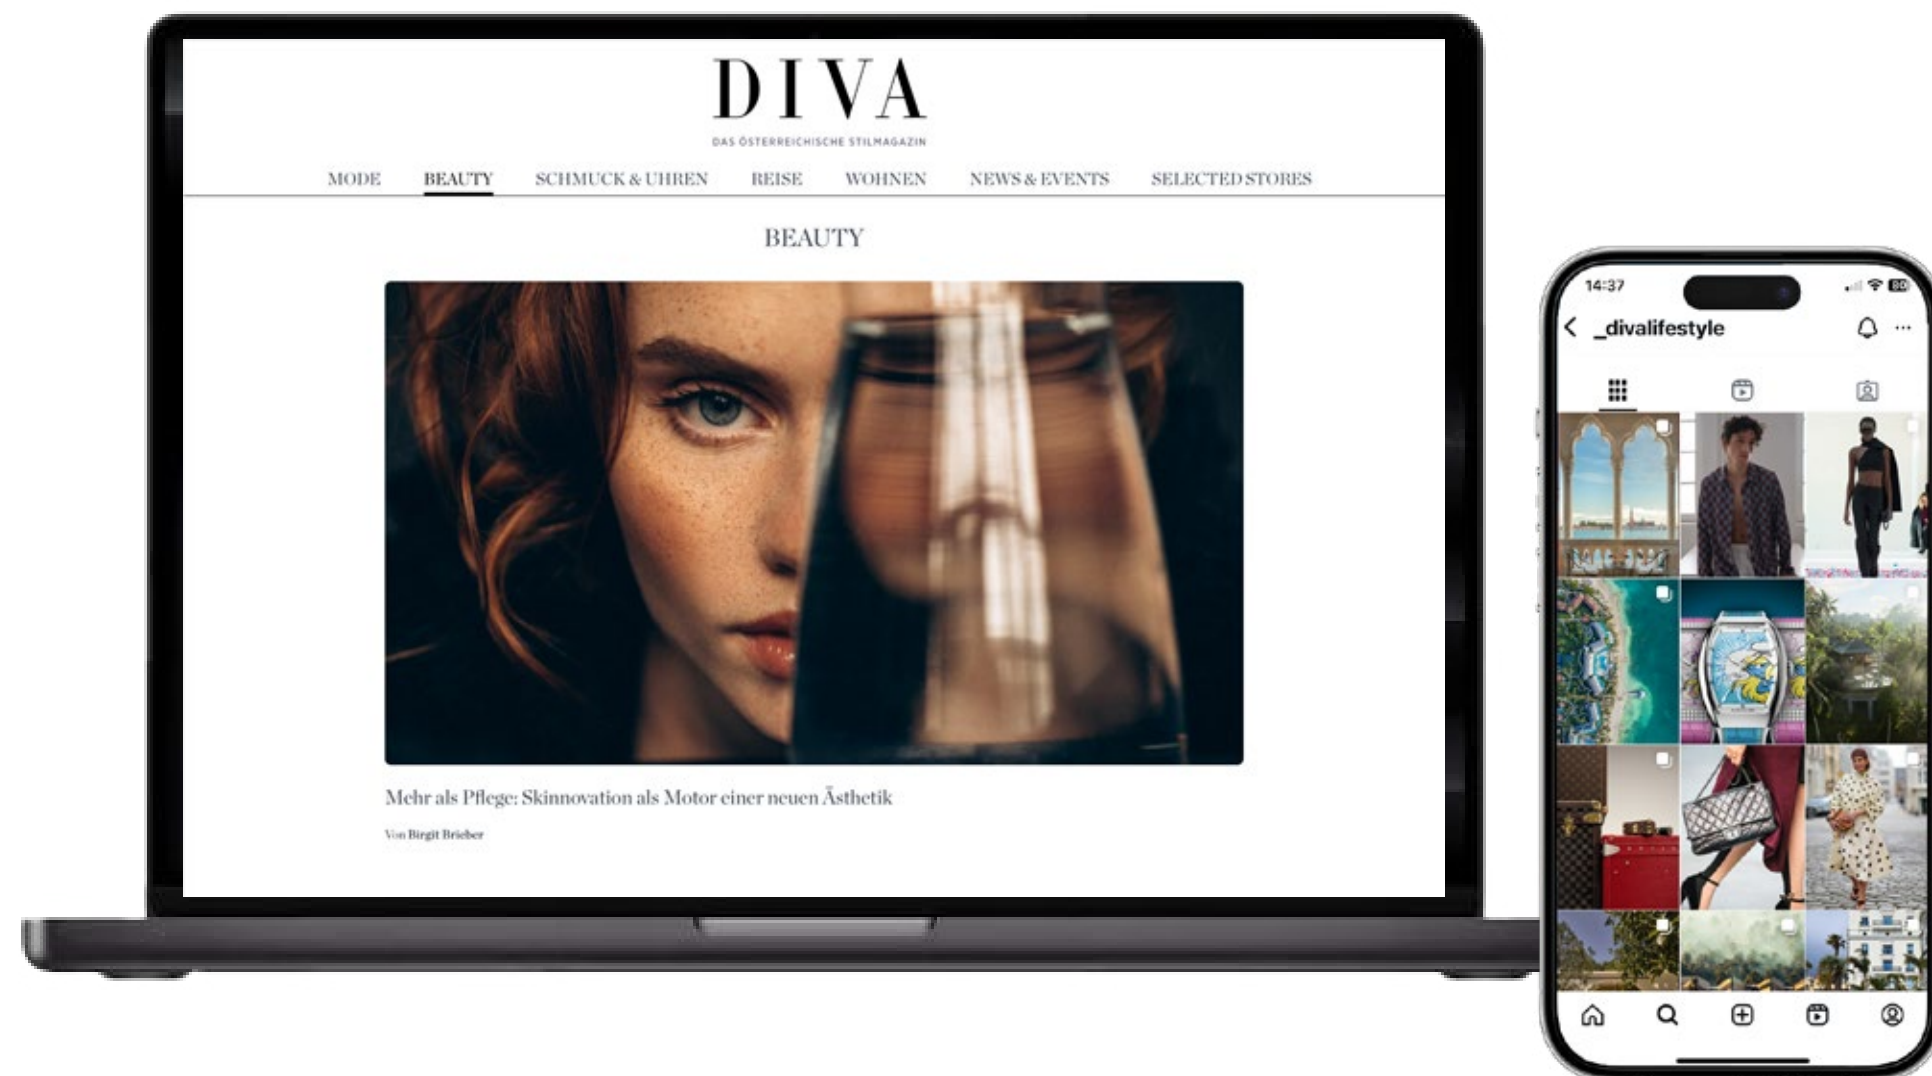 DIVA
DAS ÖSTERREICHISCHE STILMAGAZIN
MODE BEAUTY SCHMUCK & UHREN REISE WOHNEN NEWS & EVENTS SELECTED STORES
BEAUTY
Mehr als Pflege: Skinnovation als Motor einer neuen Ästhetik
Von Birgit Brieber
14:37
80
_divalifestyle